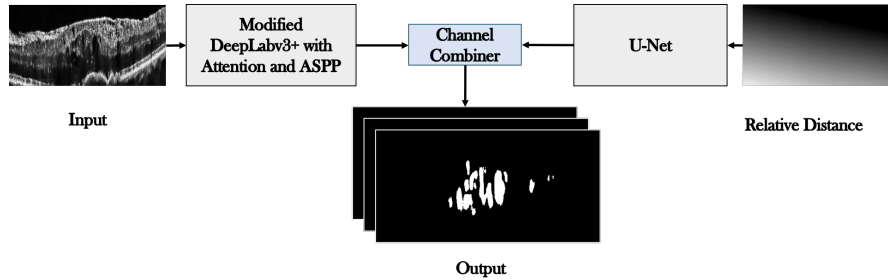 Modified
DeepLabv3+ with
Attention and ASPP
Channel
Combiner
U-Net
Input
Relative Distance
Output